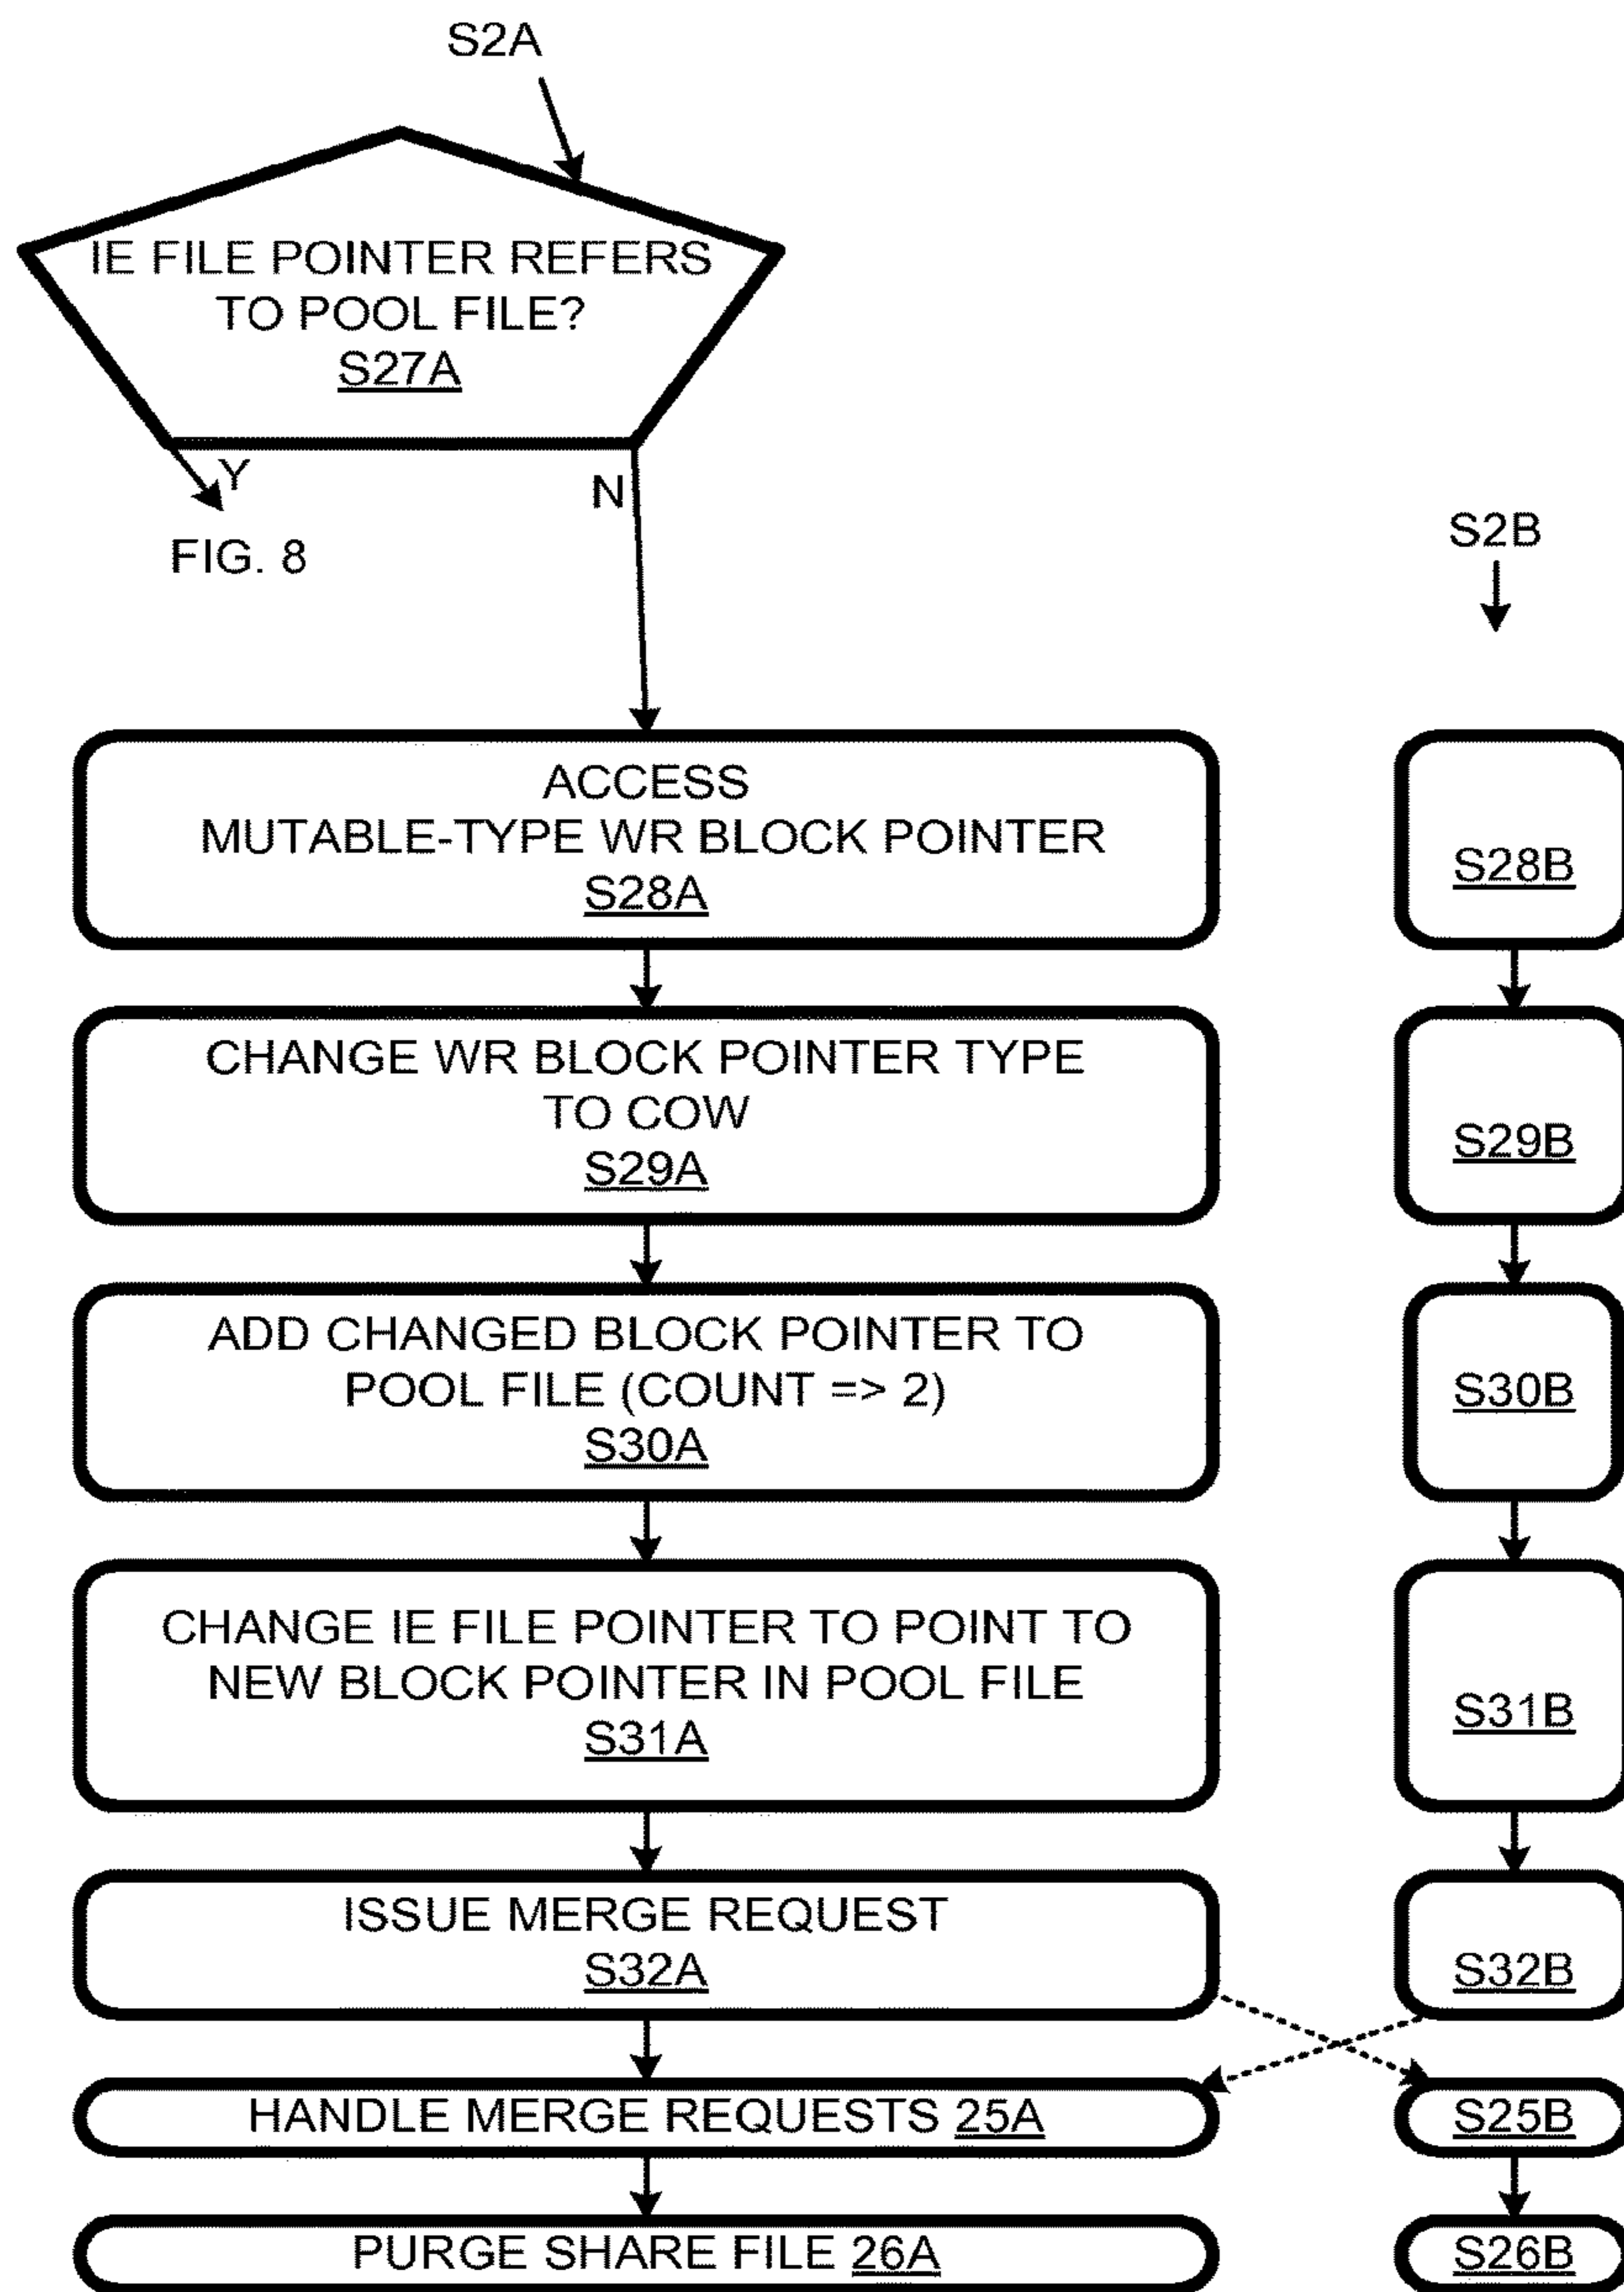 S2A
IE FILE POINTER REFERS
TO POOL FILE?
S27A
Y
N
FIG. 8
S2B
ACCESS
MUTABLE-TYPE WR BLOCK POINTER
S28A
S28B
CHANGE WR BLOCK POINTER TYPE
TO COW
S29A
S29B
ADD CHANGED BLOCK POINTER TO
POOL FILE (COUNT => 2)
S30A
S30B
CHANGE IE FILE POINTER TO POINT TO
NEW BLOCK POINTER IN POOL FILE
S31A
S31B
ISSUE MERGE REQUEST
S32A
S32B
HANDLE MERGE REQUESTS 25A
S25B
PURGE SHARE FILE 26A
S26B